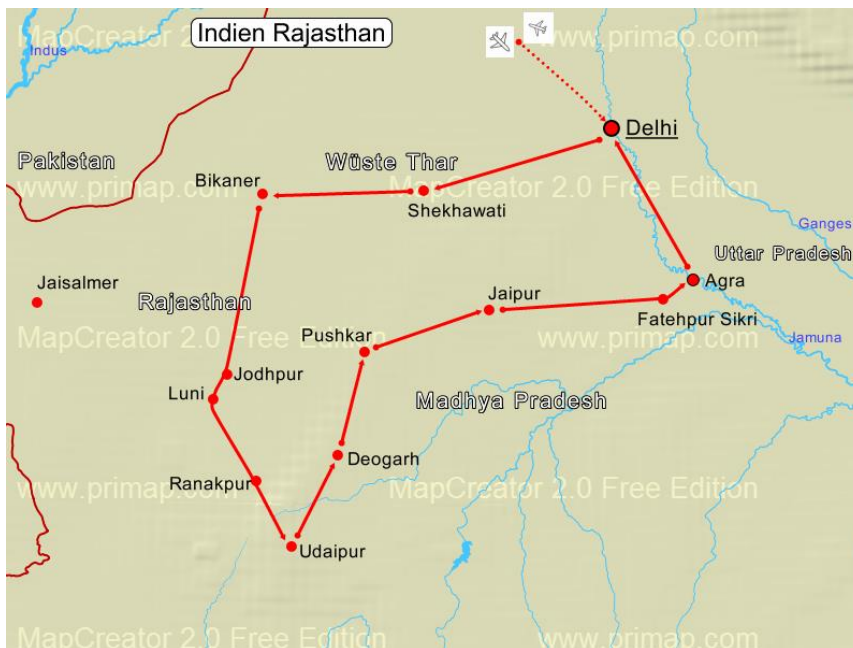 MapCreator 2.0 Free Edition
www.primap.com
Indien Rajasthan
Indus
Delhi
Pakistan
Wüste Thar
www.primap.com
MapCreator 2.0 Free Edition
Bikaner
Shekhawati
Ganges
Uttar Pradesh
Jaisalmer
Agra
Rajasthan
Jaipur
Fatehpur Sikri
MapCreator 2.0 Free Edition
www.primap.com
Pushkar
Jamuna
Jodhpur
Luni
Madhya Pradesh
Deogarh
Ranakpur
www.primap.com
MapCreator 2.0 Free Edition
Udaipur
MapCreator 2.0 Free Edition
www.primap.com